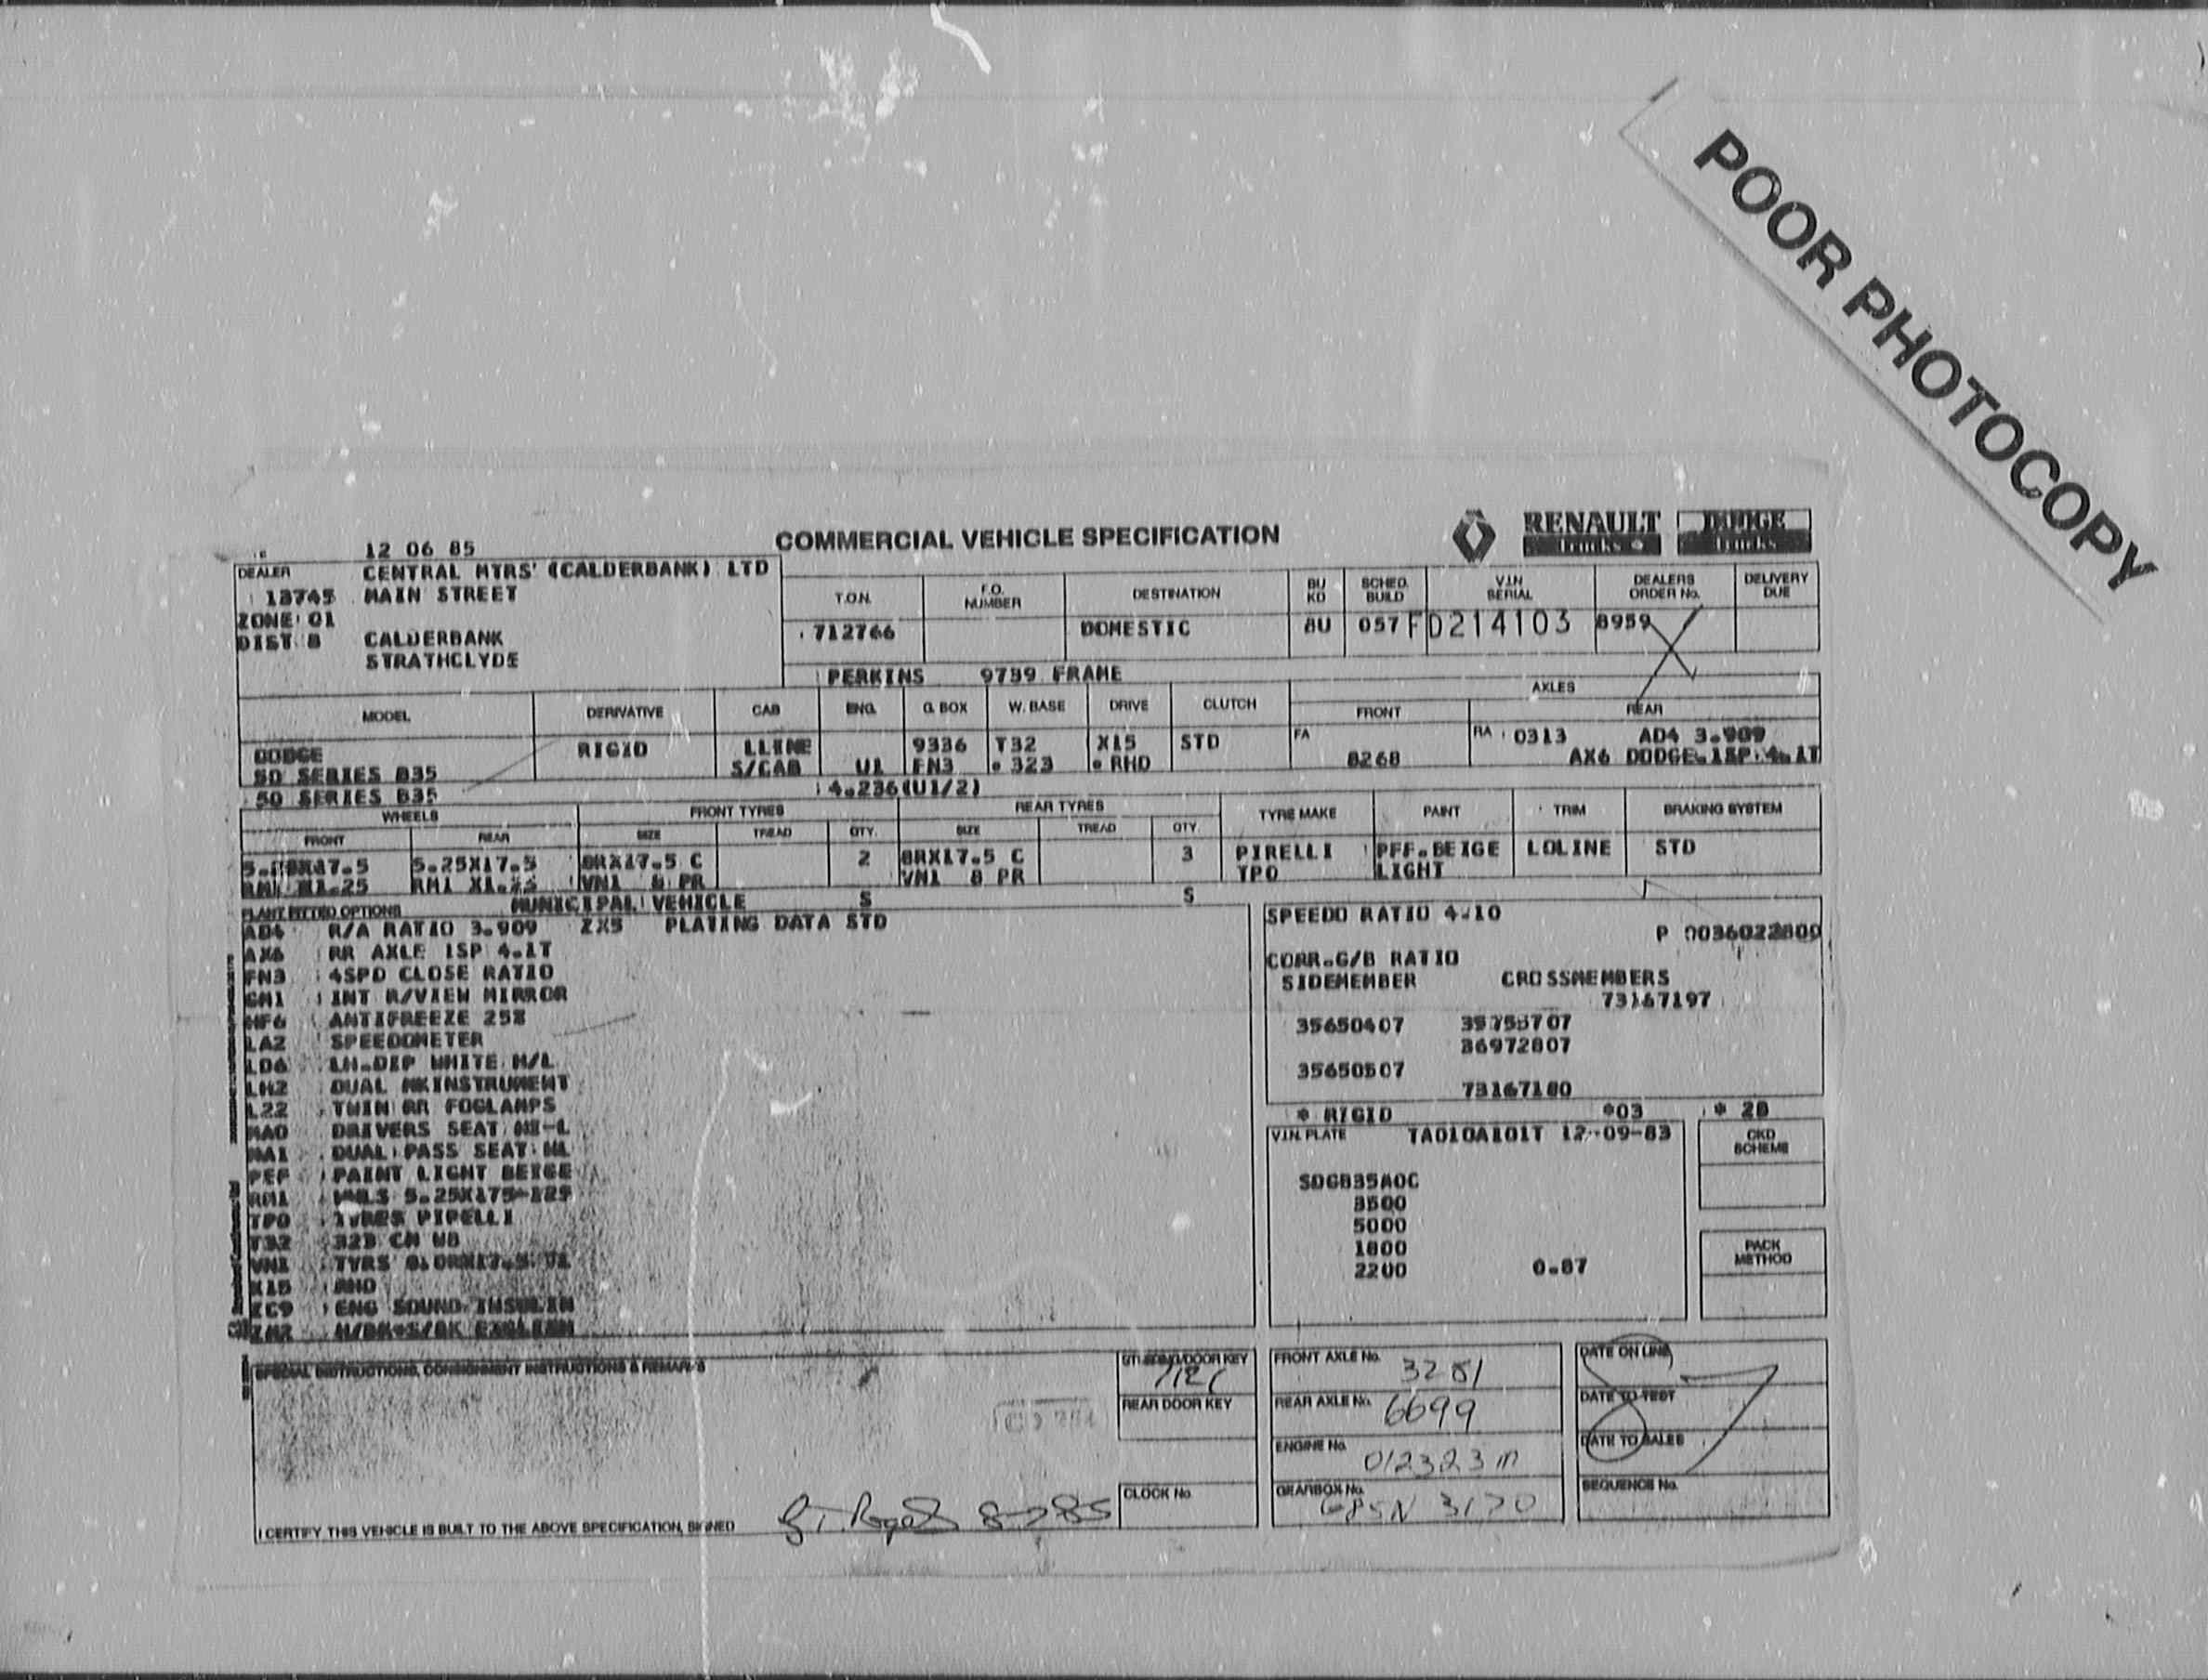 POOR PHOTOCOPY
COMMERCIAL VEHICLE SPECIFICATION
RENAULT
DODGE
12 06 85
DEALER CENTRAL MTRS' (CALDERBANK) LTD
13745 MAIN STREET
ZONE 01
DIST 8 CALDERBANK
STRATHCLYDE
T.O.N. F.O. NUMBER DESTINATION BU KD SCHED. BUILD V.I.N SERIAL DEALERS ORDER No. DELIVERY DUE
712766 DOMESTIC BU 057 FD214103 8959
PERKINS 9739 FRAME
AXLES
MODEL DERIVATIVE CAB ENG. G. BOX W. BASE DRIVE CLUTCH FRONT REAR
DODGE RIGID LLINE 9336 T32 X15 STD FA RA 0313 AD4 3.909
50 SERIES B35 S/CAB U1 FN3 323 RHD 8268 AX6 DODGE.1SP.4.1T
50 SERIES B35 4.236(U1/2)
WHEELS FRONT TYRES REAR TYRES TYRE MAKE PAINT TRIM BRAKING SYSTEM
FRONT REAR SIZE TREAD QTY. SIZE TREAD QTY.
5.25X17.5 8RX17.5 C 2 8RX17.5 C 3 PIRELLI PFF.BEIGE LOLINE STD
VN1 8 PR VN1 8 PR TPO LIGHT
MUNICIPAL VEHICLE S S
PLANT FITTED OPTIONS
AD4 R/A RATIO 3.909 ZX5 PLATING DATA STD
AX6 RR AXLE 1SP 4.1T
FN3 4SPD CLOSE RATIO
GM1 INT R/VIEW MIRROR
HF6 ANTIFREEZE 25%
LA2 SPEEDOMETER
LD6 LH.DIP WHITE H/L
LH2 DUAL INSTRUMENT
L22 TWIN RR FOGLAMPS
MA0 DRIVERS SEAT
MA1 DUAL PASS SEAT
PEF PAINT LIGHT BEIGE
RM1
TPO TYRES PIRELLI
T32 323 CM WB
VN1 TYRS
X15 RHD
ZC9 ENG SOUND INSULTN
SPEEDO RATIO 4.10
P 0036022800
CORR.G/B RATIO
SIDEMEMBER CROSSMEMBERS
73167197
35650407
36972807
35650507
73167180
* RIGID *03 * 28
V.I.N. PLATE TA010A101T 12-09-83 CKD SCHEME
SDGB35A0C
3500
5000
1800 PACK METHOD
2200 0.87
SPECIAL INSTRUCTIONS, CONSIGNMENT INSTRUCTIONS & REMARKS
DOOR KEY
REAR DOOR KEY
CLOCK No.
FRONT AXLE No. 3281
REAR AXLE No. 6699
ENGINE No. 012323 m
GEARBOX No. 3170
DATE ON LINE
DATE TO TEST
DATE TO SALES
SEQUENCE No.
I CERTIFY THIS VEHICLE IS BUILT TO THE ABOVE SPECIFICATION, SIGNED 8-7-85